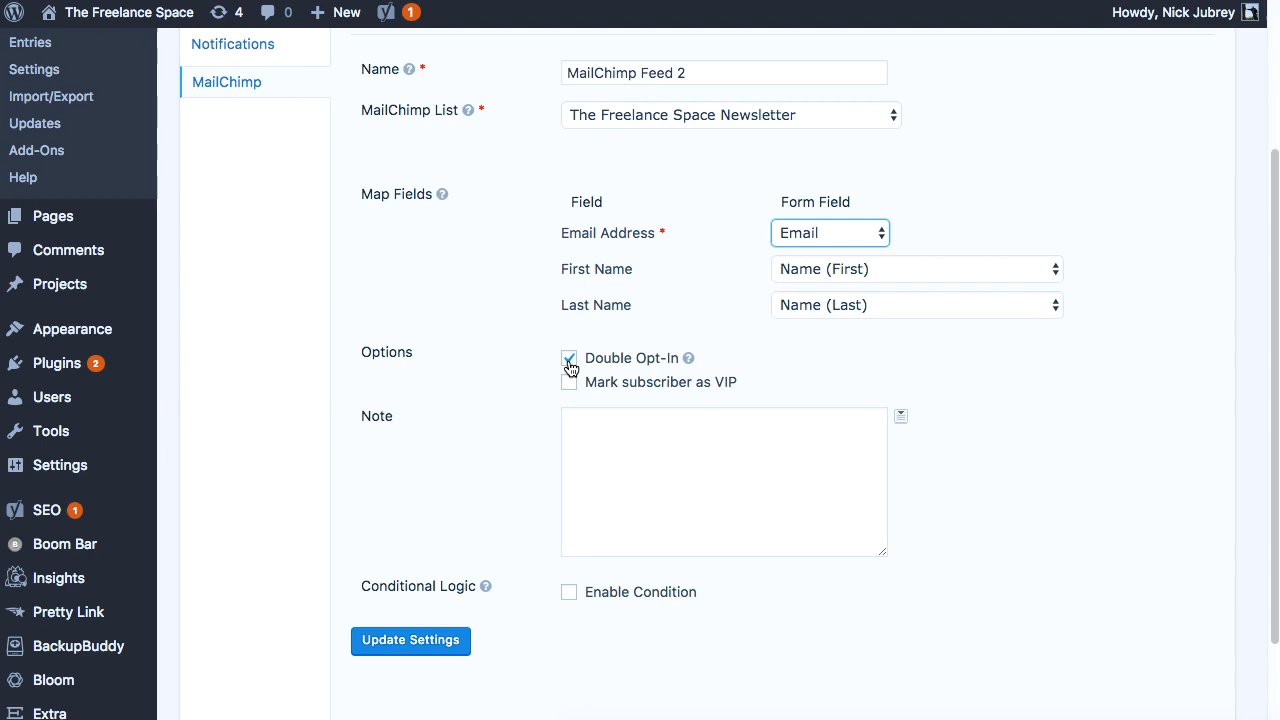 The Freelance Space 4 0 New 1 Howdy, Nick Jubrey
Entries
Settings
Import/Export
Updates
Add-Ons
Help
Pages
Comments
Projects
Appearance
Plugins 2
Users
Tools
Settings
SEO 1
Boom Bar
Insights
Pretty Link
BackupBuddy
Bloom
Extra
Notifications
MailChimp
Name ? *
MailChimp Feed 2
MailChimp List ? *
The Freelance Space Newsletter
Map Fields ?
Field Form Field
Email Address * Email
First Name Name (First)
Last Name Name (Last)
Options
Double Opt-In ?
Mark subscriber as VIP
Note
Conditional Logic ?
Enable Condition
Update Settings